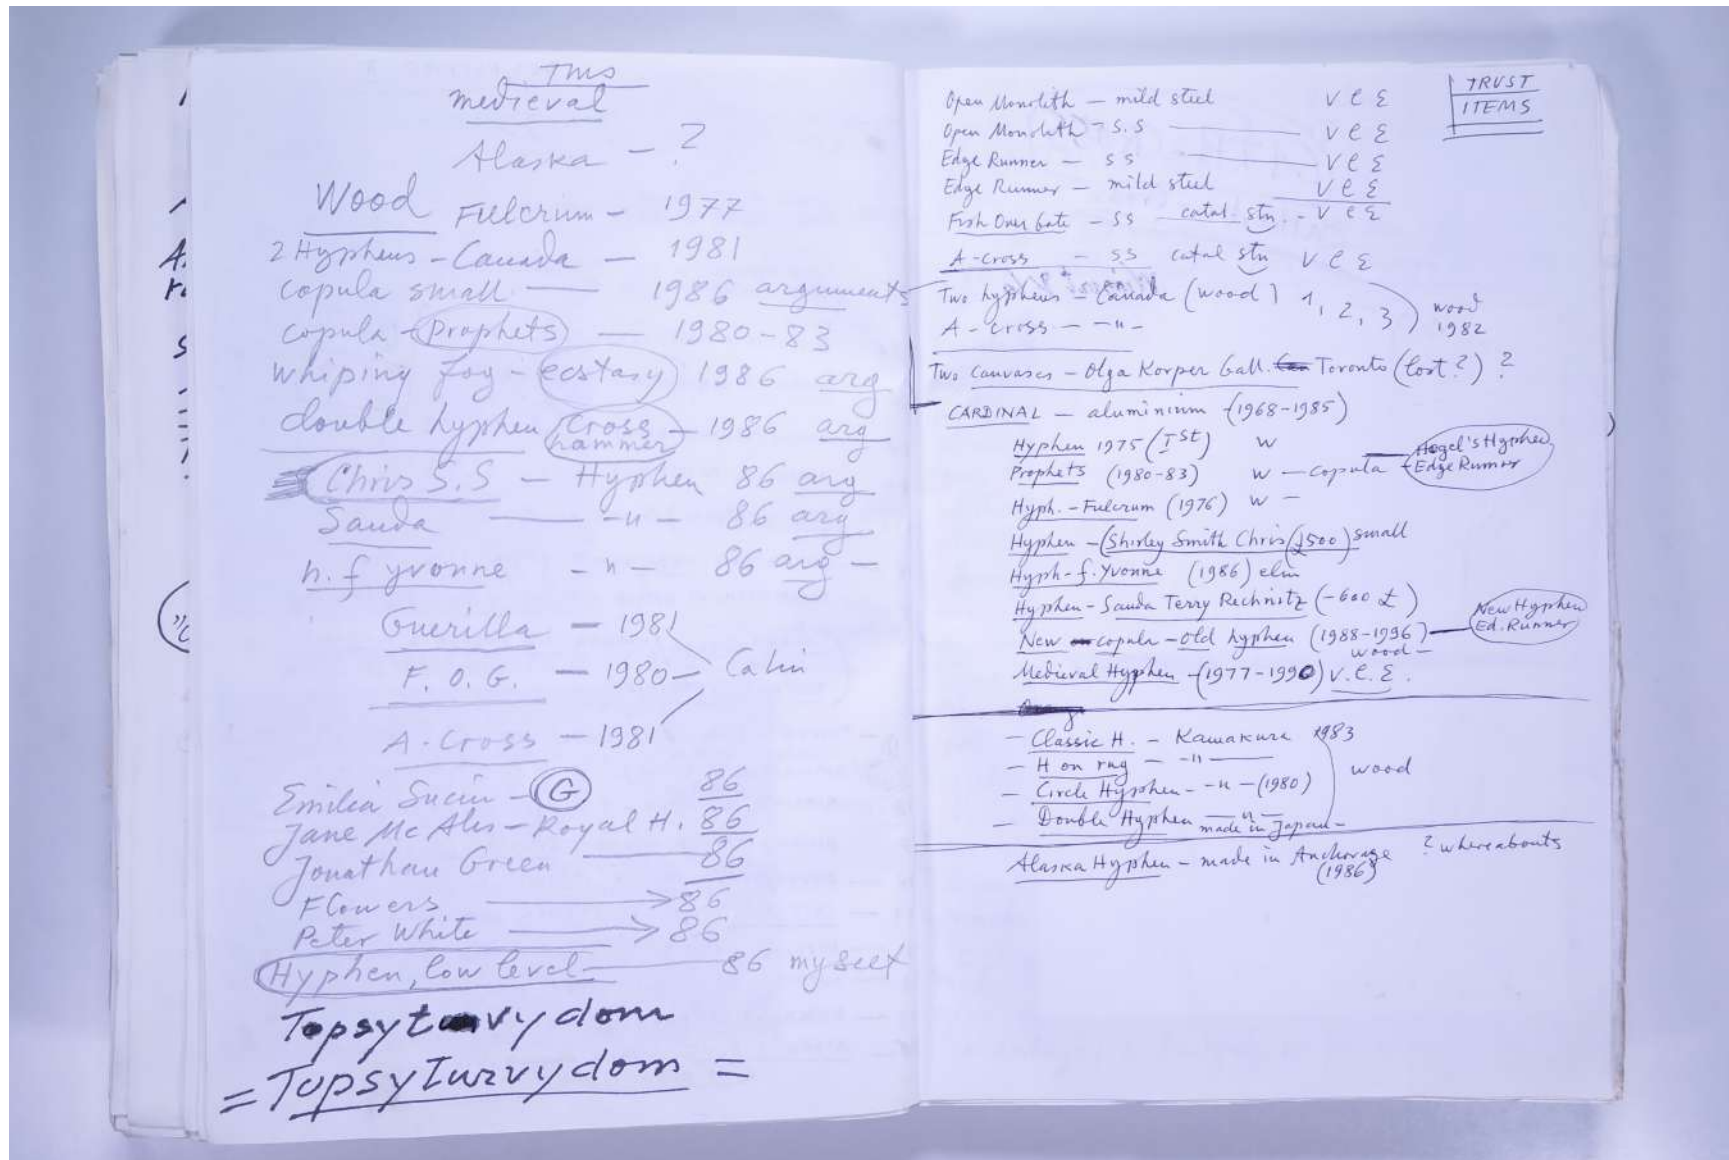 This
medieval
Alaska - ?
Wood Fulcrum - 1977
2 Hyphens - Canada - 1981
copula small — 1986 arguments
copula - Prophets — 1980-83
whiping fog - ecstasy 1986 arg
double hyphen Cross hammer - 1986 arg
Chris S.S - Hyphen 86 arg
Sauda — -"- 86 arg
h. f yvonne -"- 86 arg -
Guerilla - 1981
F. O. G. - 1980 - Calin
A-Cross - 1981
Emilia Suciu - G 86
Jane Mc Ales - Royal H. 86
Jonathan Green — 86
Flowers → 86
Peter White → 86
Hyphen, low level — 86 myself
Topsyturvydom
= TopsyTurvydom =
TRUST
ITEMS
Open Monolith - mild steel V C Σ
Open Monolith - S.S — V C Σ
Edge Runner - SS — V C Σ
Edge Runner - mild steel V C Σ
Fish Over Gate - SS catal stn. - V C Σ
A-cross - SS catal stn V C Σ
Two hyphens - Canada (wood) 1, 2, 3) wood
A-cross - -"- 1982
Two canvases - Olga Korper Gall. Toronto (lost?) ?
CARDINAL - aluminium - (1968-1985)
Hyphen 1975 (Ist) w
Prophets (1980-83) w - copula - Hegel's Hyphen Edge Runner
Hyph. - Fulcrum (1976) w -
Hyphen - (Shirley Smith Chris (£500) small
Hyph - f. Yvonne (1986) elm
Hyphen - Sauda Terry Rechnitz (-600 £)
New copula - old hyphen (1988-1996) - New Hyphen Ed. Runner
wood -
Medieval Hyphen - (1977-1990) V. C. Σ.
- Classic H. - Kamakura 1983
- H on rug - -"- —
- Circle Hyphen - -"- (1980) wood
- Double Hyphen -"-
made in Japan -
Alaska Hyphen - made in Anchorage ? whereabouts
(1986)